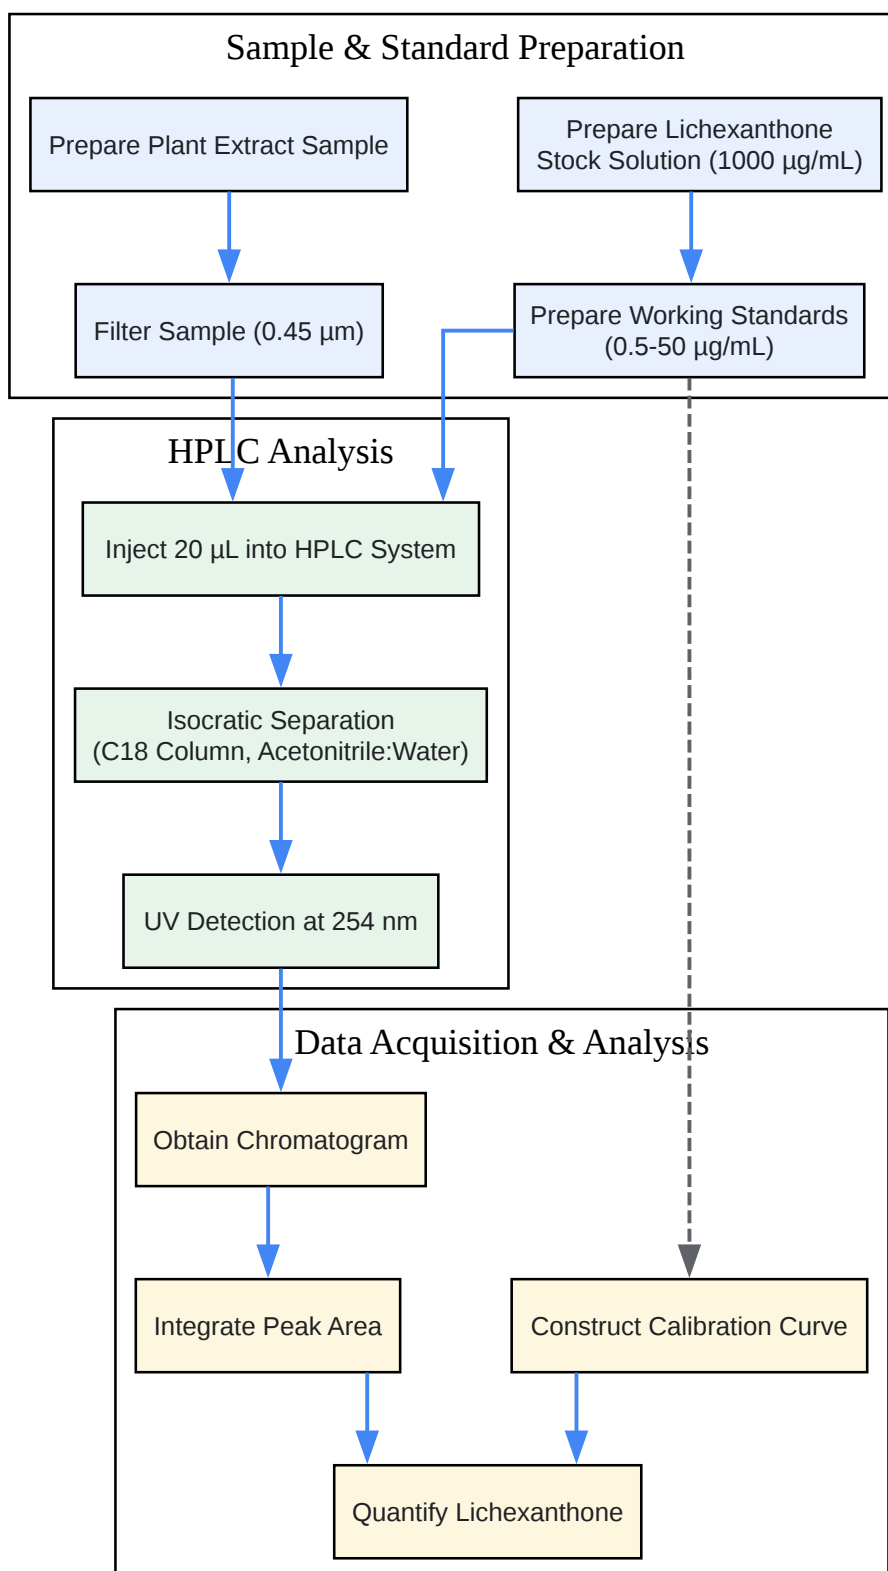 Sample & Standard Preparation
Prepare Plant Extract Sample
Prepare Lichexanthone
Stock Solution (1000 µg/mL)
Filter Sample (0.45 µm)
Prepare Working Standards
(0.5-50 µg/mL)
HPLC Analysis
Inject 20 µL into HPLC System
Isocratic Separation
(C18 Column, Acetonitrile:Water)
UV Detection at 254 nm
Data Acquisition & Analysis
Obtain Chromatogram
Integrate Peak Area
Construct Calibration Curve
Quantify Lichexanthone